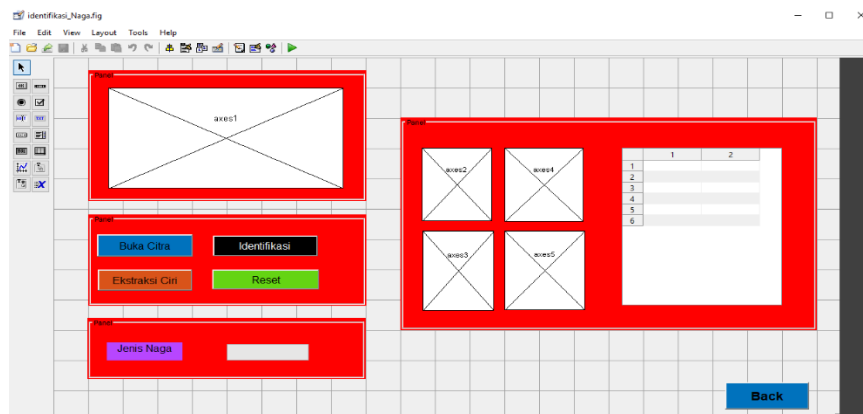 identifikasi_Naga.fig
File Edit View Layout Tools Help
Panel
axes1
Panel
Buka Citra Identifikasi
Ekstraksi Ciri Reset
Panel
Jenis Naga
Panel
axes2 axes4
axes3 axes5
1 2
1
2
3
4
5
6
Back